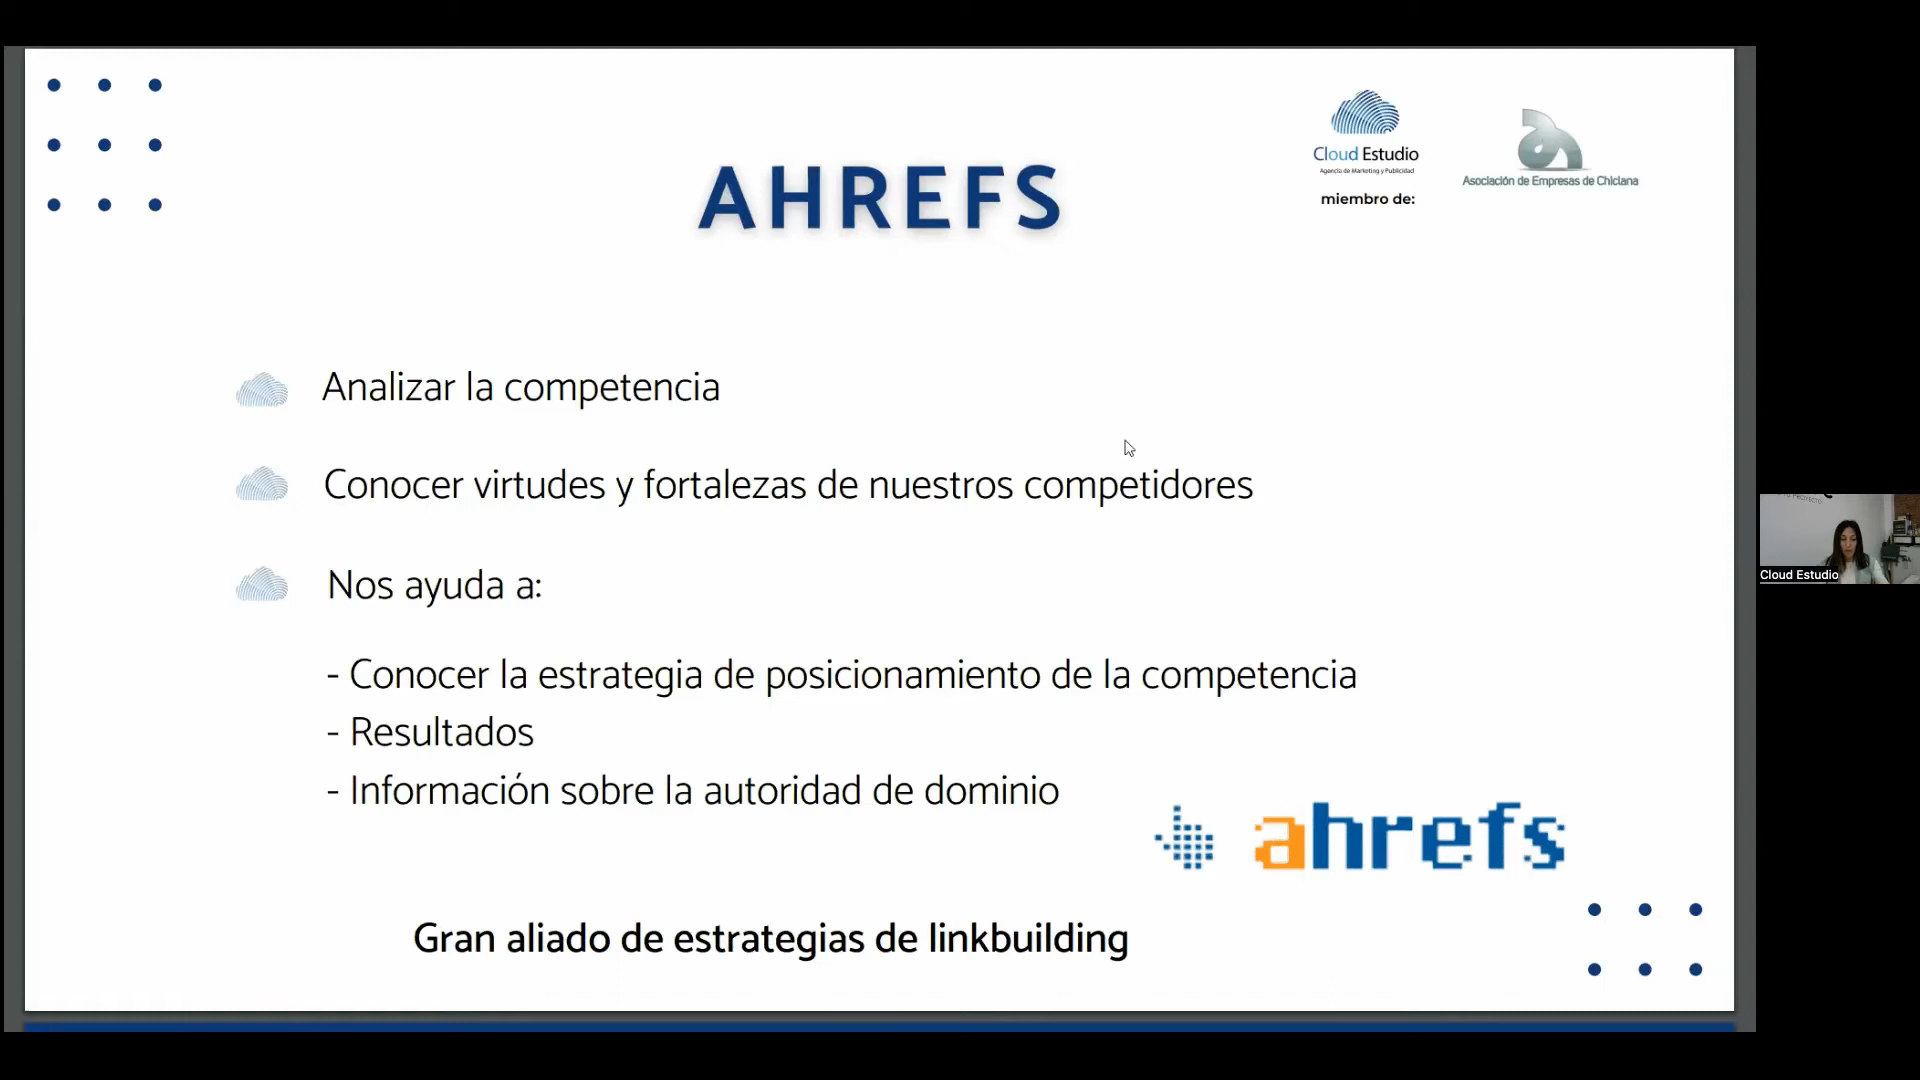 Cloud Estudio
Agencia de Marketing y Publicidad
miembro de:
Asociación de Empresas de Chiclana
AHREFS
Analizar la competencia
Conocer virtudes y fortalezas de nuestros competidores
Nos ayuda a:
- Conocer la estrategia de posicionamiento de la competencia
- Resultados
- Información sobre la autoridad de dominio
ahrefs
Gran aliado de estrategias de linkbuilding
PROYECTO
Cloud Estudio